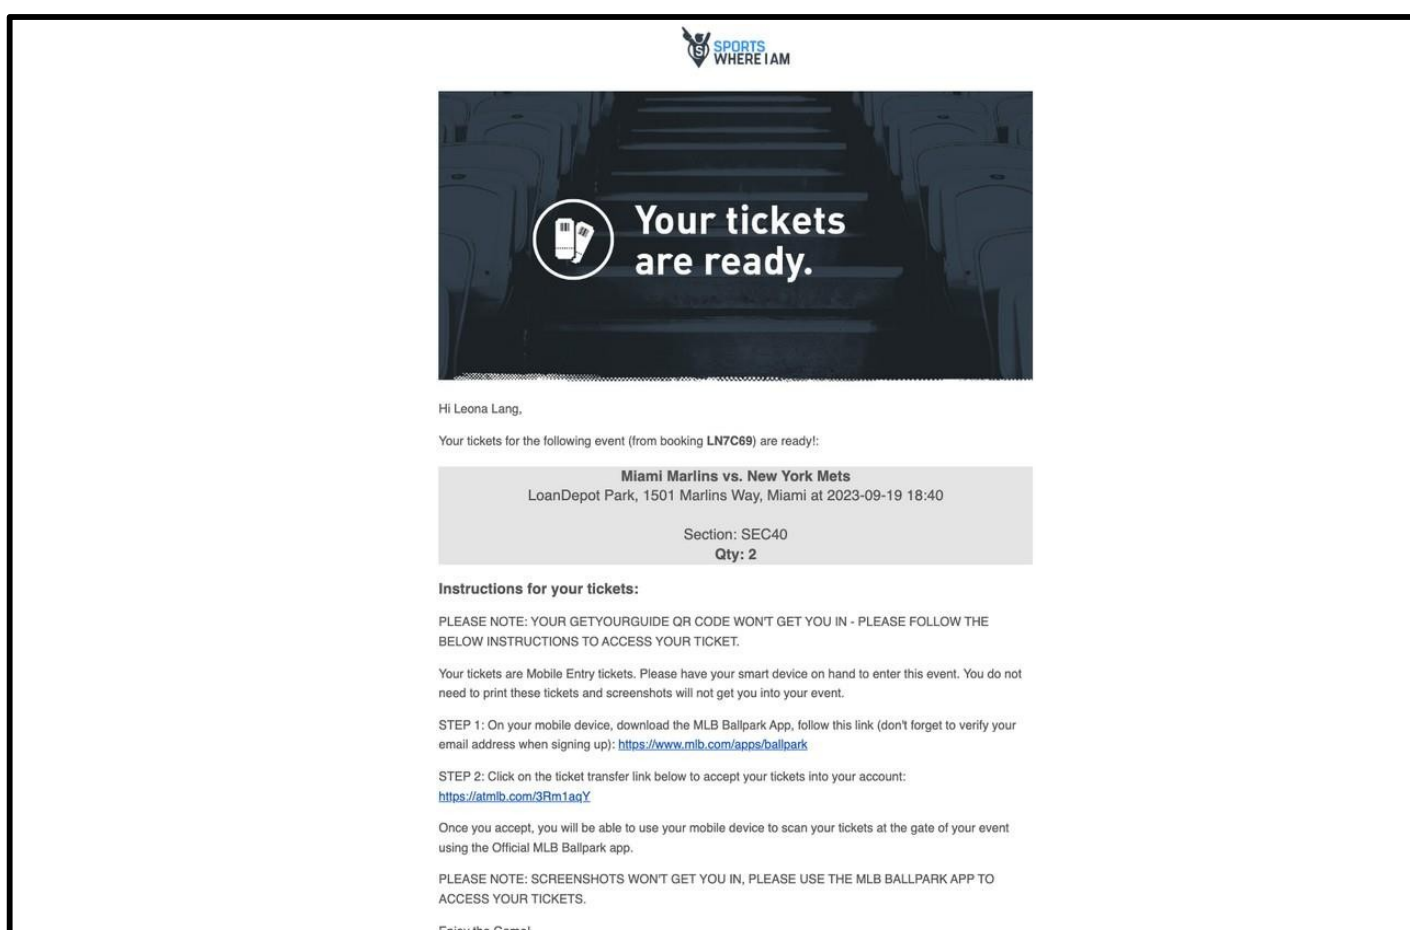 SPORTS
WHERE I AM
Your tickets
are ready.
Hi Leona Lang,
Your tickets for the following event (from booking LN7C69) are ready!:
Miami Marlins vs. New York Mets
LoanDepot Park, 1501 Marlins Way, Miami at 2023-09-19 18:40
Section: SEC40
Qty: 2
Instructions for your tickets:
PLEASE NOTE: YOUR GETYOURGUIDE QR CODE WON'T GET YOU IN - PLEASE FOLLOW THE
BELOW INSTRUCTIONS TO ACCESS YOUR TICKET.
Your tickets are Mobile Entry tickets. Please have your smart device on hand to enter this event. You do not
need to print these tickets and screenshots will not get you into your event.
STEP 1: On your mobile device, download the MLB Ballpark App, follow this link (don't forget to verify your
email address when signing up): https://www.mlb.com/apps/ballpark
STEP 2: Click on the ticket transfer link below to accept your tickets into your account:
https://atmlb.com/3Rm1aqY
Once you accept, you will be able to use your mobile device to scan your tickets at the gate of your event
using the Official MLB Ballpark app.
PLEASE NOTE: SCREENSHOTS WON'T GET YOU IN, PLEASE USE THE MLB BALLPARK APP TO
ACCESS YOUR TICKETS.
Enjoy the Game!